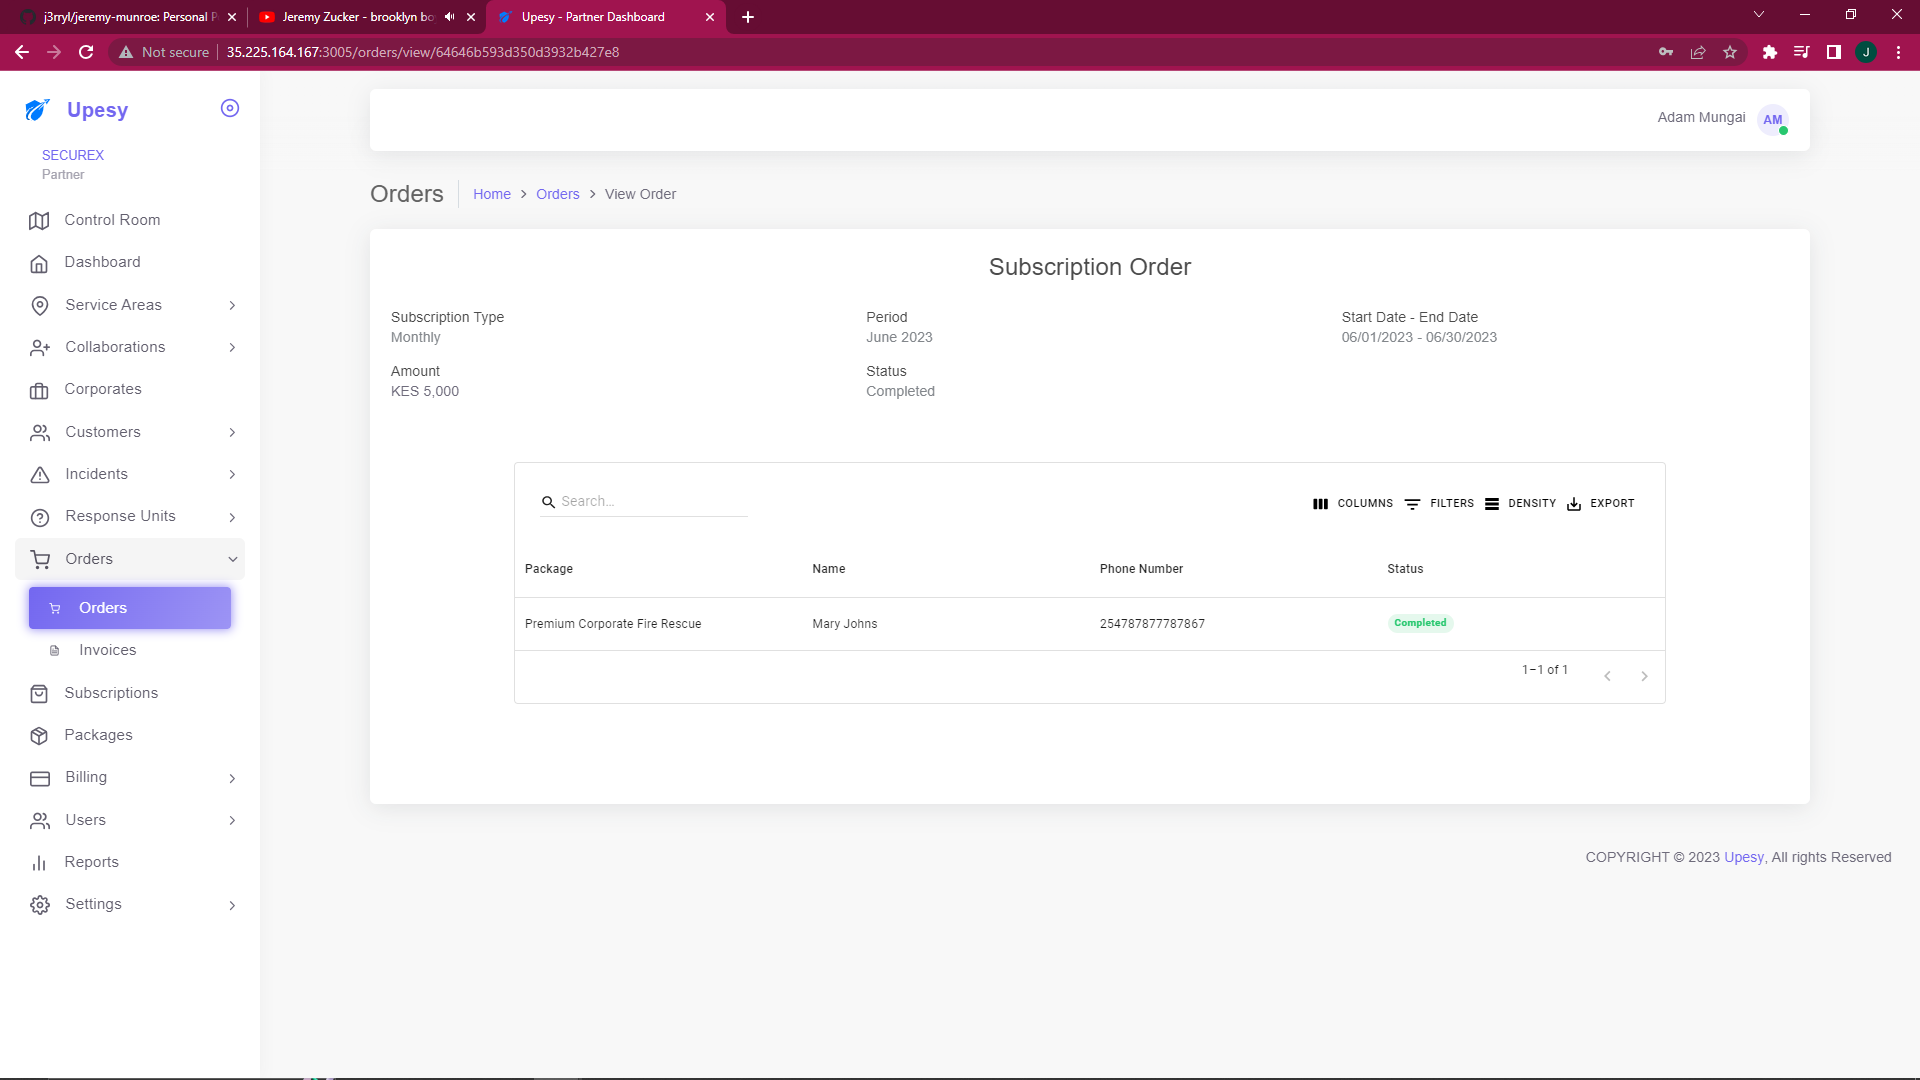 j3rryl/jeremy-munroe: Personal P
Jeremy Zucker - brooklyn bo
Upesy - Partner Dashboard
Not secure
35.225.164.167:3005/orders/view/64646b593d350d3932b427e8
J
Upesy
SECUREX
Partner
Control Room
Dashboard
Service Areas
Collaborations
Corporates
Customers
Incidents
Response Units
Orders
Orders
Invoices
Subscriptions
Packages
Billing
Users
Reports
Settings
Adam Mungai
AM
Orders
Home > Orders > View Order
Subscription Order
Subscription Type
Monthly
Period
June 2023
Start Date - End Date
06/01/2023 - 06/30/2023
Amount
KES 5,000
Status
Completed
Search...
COLUMNS FILTERS DENSITY EXPORT
Package Name Phone Number Status
Premium Corporate Fire Rescue Mary Johns 254787877787867 Completed
1–1 of 1
COPYRIGHT © 2023 Upesy, All rights Reserved